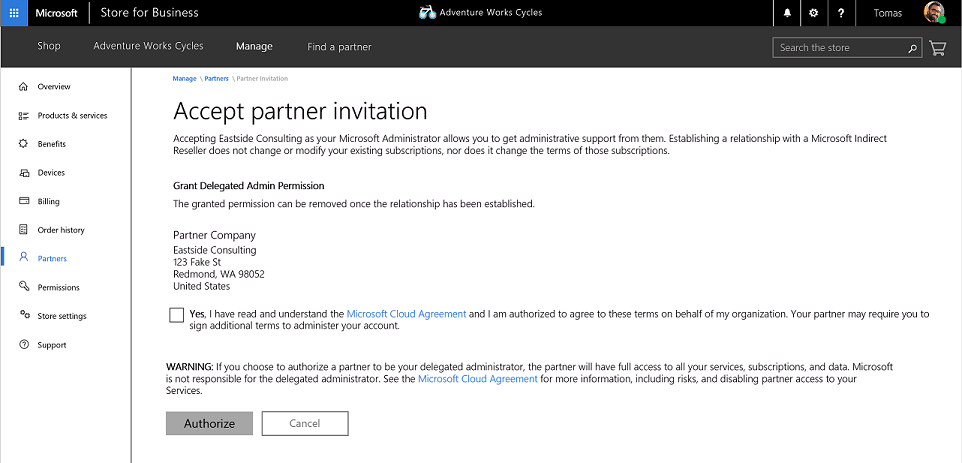 Microsoft Store for Business Adventure Works Cycles ? Tomas
Shop Adventure Works Cycles Manage Find a partner Search the store
Manage \ Partners \ Partner Invitation
Overview
Products & services
Benefits
Devices
Billing
Order history
Partners
Permissions
Store settings
Support
Accept partner invitation
Accepting Eastside Consulting as your Microsoft Administrator allows you to get administrative support from them. Establishing a relationship with a Microsoft Indirect
Reseller does not change or modify your existing subscriptions, nor does it change the terms of those subscriptions.
Grant Delegated Admin Permission
The granted permission can be removed once the relationship has been established.
Partner Company
Eastside Consulting
123 Fake St
Redmond, WA 98052
United States
Yes, I have read and understand the Microsoft Cloud Agreement and I am authorized to agree to these terms on behalf of my organization. Your partner may require you to
sign additional terms to administer your account.
WARNING: If you choose to authorize a partner to be your delegated administrator, the partner will have full access to all your services, subscriptions, and data. Microsoft
is not responsible for the delegated administrator. See the Microsoft Cloud Agreement for more information, including risks, and disabling partner access to your
Services.
Authorize Cancel